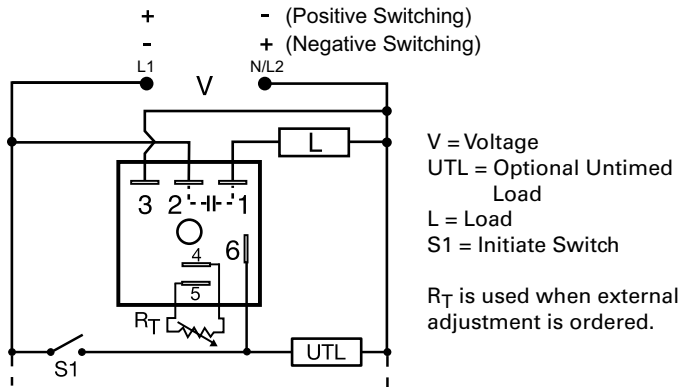 + - (Positive Switching)
- + (Negative Switching)
L1 N/L2
V
L
3 2 1
4 6
5
RT
S1 UTL
V = Voltage
UTL = Optional Untimed
Load
L = Load
S1 = Initiate Switch
RT is used when external
adjustment is ordered.